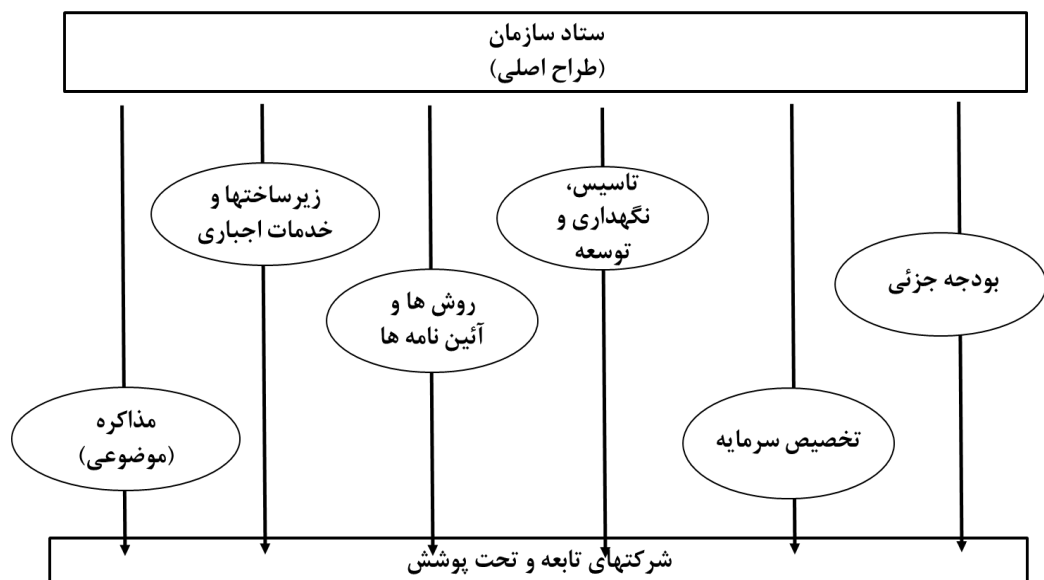 ستاد سازمان
(طراح اصلی)
تاسیس،
نگهداری و
توسعه
زیرساختها و
خدمات اجباری
بودجه جزئی
روش ها و
آئین نامه ها
تخصیص سرمایه
مذاکره
(موضوعی)
شرکتهای تابعه و تحت پوشش